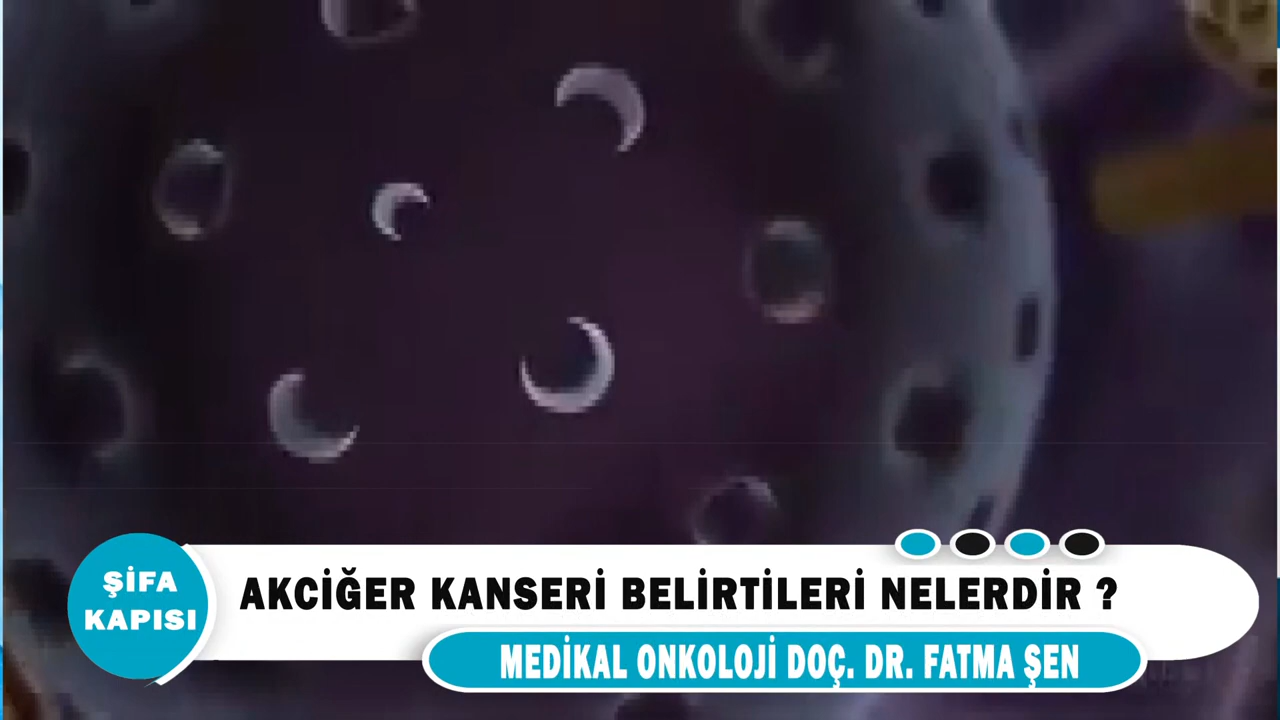 ŞİFA
KAPISI
AKCİĞER KANSERİ BELİRTİLERİ NELERDİR ?
MEDİKAL ONKOLOJİ DOÇ. DR. FATMA ŞEN